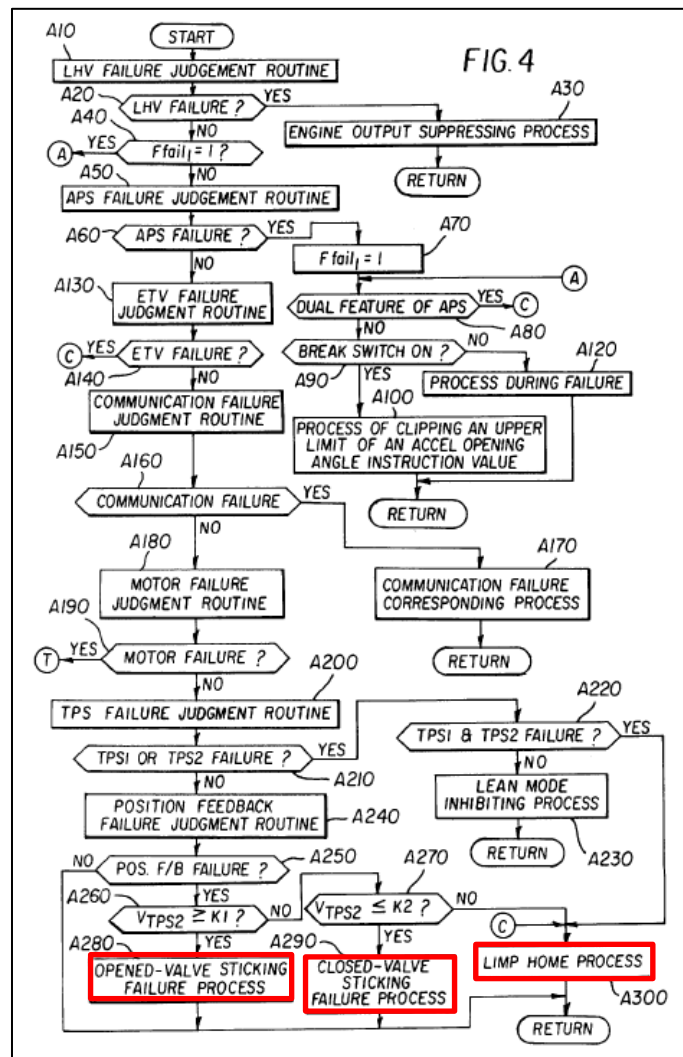 START
FIG. 4
A10
LHV FAILURE JUDGEMENT ROUTINE
A20
LHV FAILURE ?
YES
NO
A30
ENGINE OUTPUT SUPPRESSING PROCESS
RETURN
A40
A
YES
Ffail1 = 1 ?
NO
A50
APS FAILURE JUDGEMENT ROUTINE
A60
APS FAILURE ?
YES
NO
A70
Ffail1 = 1
A
A130
ETV FAILURE
JUDGMENT ROUTINE
DUAL FEATURE OF APS
YES
C
NO
A80
C
YES
ETV FAILURE ?
A140
NO
BREAK SWITCH ON ?
NO
A90
YES
A120
PROCESS DURING FAILURE
A100
PROCESS OF CLIPPING AN UPPER
LIMIT OF AN ACCEL OPENING
ANGLE INSTRUCTION VALUE
RETURN
COMMUNICATION FAILURE
JUDGMENT ROUTINE
A150
A160
COMMUNICATION FAILURE
YES
NO
A170
COMMUNICATION FAILURE
CORRESPONDING PROCESS
RETURN
A180
MOTOR FAILURE
JUDGMENT ROUTINE
A190
T
YES
MOTOR FAILURE ?
NO
A200
TPS FAILURE JUDGMENT ROUTINE
TPS1 OR TPS2 FAILURE ?
YES
NO
A210
A220
TPS1 & TPS2 FAILURE ?
YES
NO
LEAN MODE
INHIBITING PROCESS
A230
RETURN
POSITION FEEDBACK
FAILURE JUDGMENT ROUTINE
A240
NO
POS. F/B FAILURE ?
A250
YES
A260
VTPS2 ≥ K1 ?
NO
YES
A270
VTPS2 ≤ K2 ?
NO
YES
C
A280
OPENED-VALVE STICKING
FAILURE PROCESS
A290
CLOSED-VALVE
STICKING
FAILURE PROCESS
LIMP HOME PROCESS
A300
RETURN